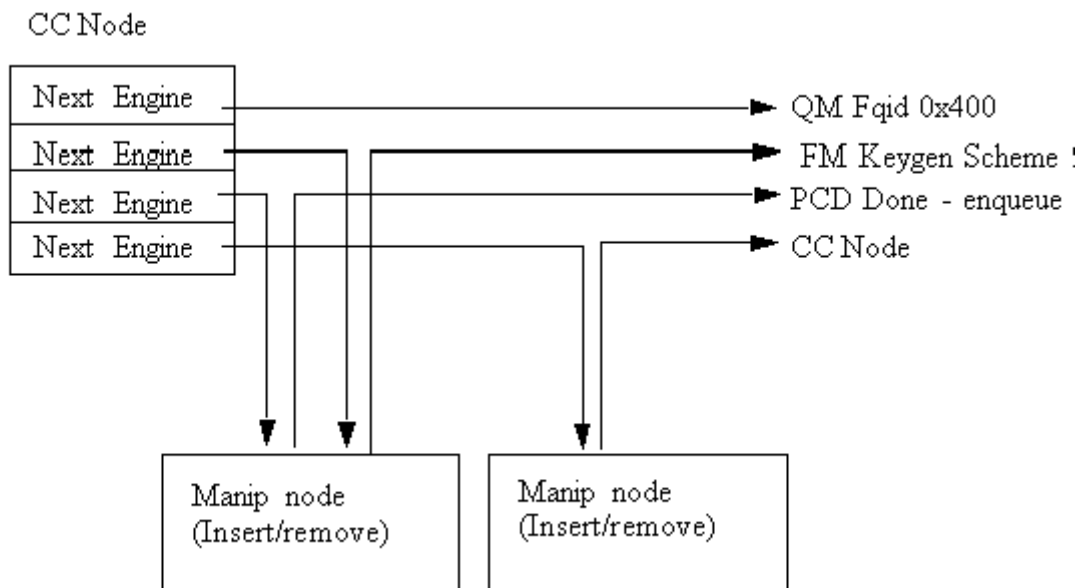 CC Node
Next Engine
Next Engine
Next Engine
Next Engine
QM Fqid 0x400
FM Keygen Scheme
PCD Done - enqueue
CC Node
Manip node
(Insert/remove)
Manip node
(Insert/remove)